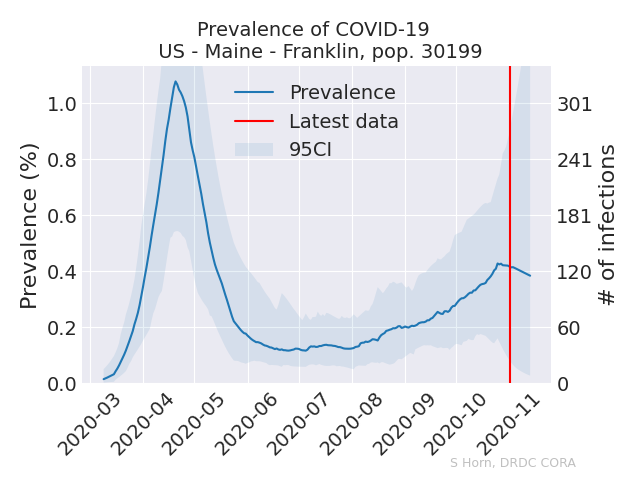 Prevalence of COVID-19
US - Maine - Franklin, pop. 30199
Prevalence
Latest data
95CI
Prevalence (%)
1.0
0.8
0.6
0.4
0.2
0.0
301
241
181
120
60
0
# of infections
2020-03
2020-04
2020-05
2020-06
2020-07
2020-08
2020-09
2020-10
2020-11
S Horn, DRDC CORA